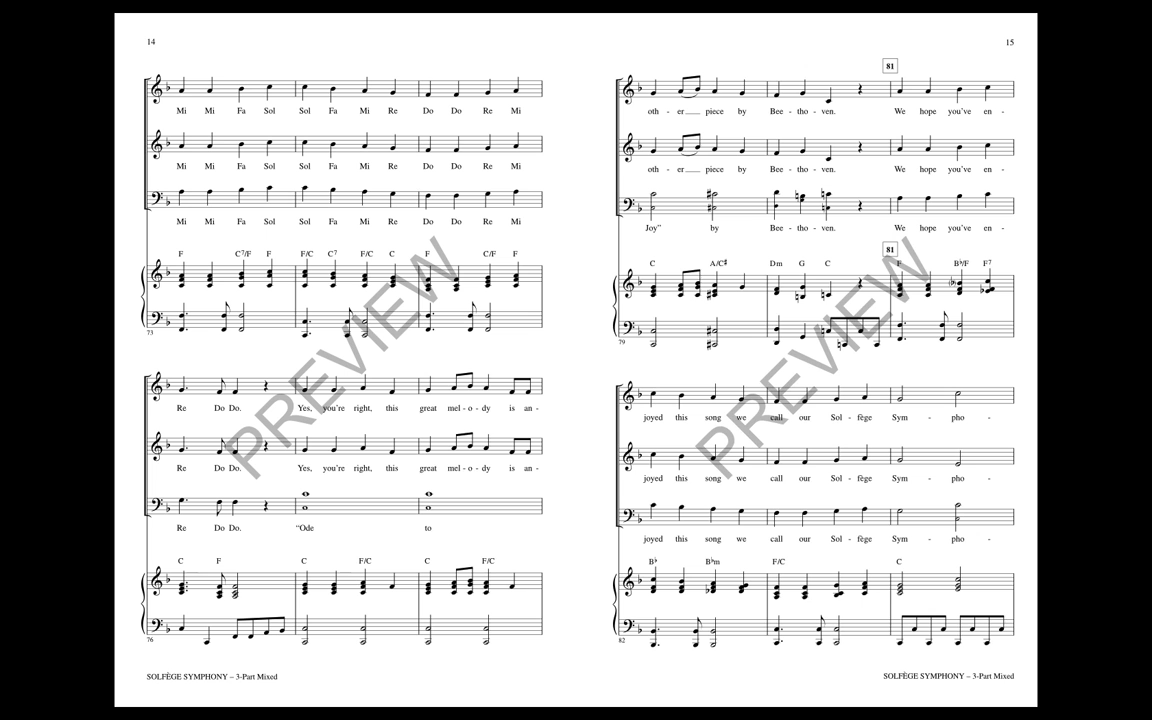 14
Mi Mi Fa Sol Sol Fa Mi Re Do Do Re Mi
Mi Mi Fa Sol Sol Fa Mi Re Do Do Re Mi
Mi Mi Fa Sol Sol Fa Mi Re Do Do Re Mi
F C7/F F F/C C7 F/C C F C/F F
73
Re Do Do. Yes, you're right, this great mel - o - dy is an -
Re Do Do. Yes, you're right, this great mel - o - dy is an -
Re Do Do. "Ode to
C F C F/C C F/C
76
SOLFÈGE SYMPHONY – 3-Part Mixed
PREVIEW
15
81
oth - er piece by Bee - tho - ven. We hope you've en -
oth - er piece by Bee - tho - ven. We hope you've en -
Joy" by Bee - tho - ven. We hope you've en -
81
C A/C♯ Dm G C F B♭/F F7
79
joyed this song we call our Sol - fège Sym - pho -
joyed this song we call our Sol - fège Sym - pho -
joyed this song we call our Sol - fège Sym - pho -
B♭ B♭m F/C C
82
SOLFÈGE SYMPHONY – 3-Part Mixed
PREVIEW